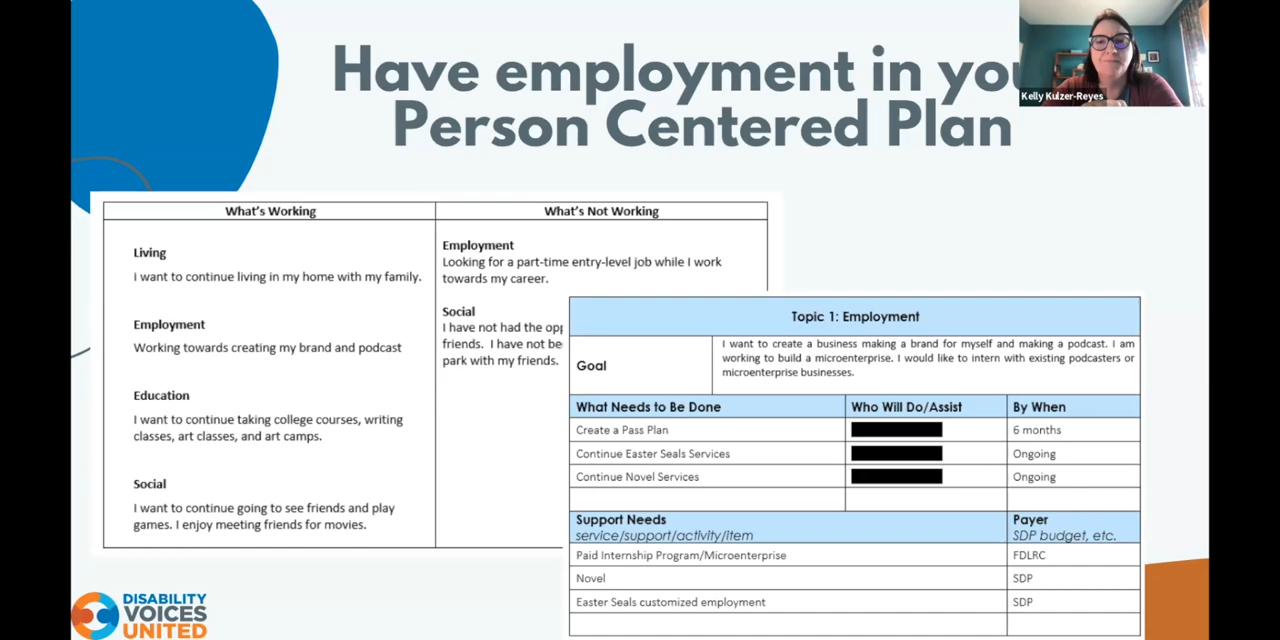 Have employment in you
Person Centered Plan
Kelly Kulzer-Reyes
What's Working
What's Not Working
Living
I want to continue living in my home with my family.
Employment
Working towards creating my brand and podcast
Education
I want to continue taking college courses, writing
classes, art classes, and art camps.
Social
I want to continue going to see friends and play
games. I enjoy meeting friends for movies.
Employment
Looking for a part-time entry-level job while I work
towards my career.
Social
I have not had the opp
friends. I have not be
park with my friends.
Topic 1: Employment
Goal
I want to create a business making a brand for myself and making a podcast. I am
working to build a microenterprise. I would like to intern with existing podcasters or
microenterprise businesses.
What Needs to Be Done Who Will Do/Assist By When
Create a Pass Plan 6 months
Continue Easter Seals Services Ongoing
Continue Novel Services Ongoing
Support Needs Payer
service/support/activity/item SDP budget, etc.
Paid Internship Program/Microenterprise FDLRC
Novel SDP
Easter Seals customized employment SDP
DISABILITY
VOICES
UNITED